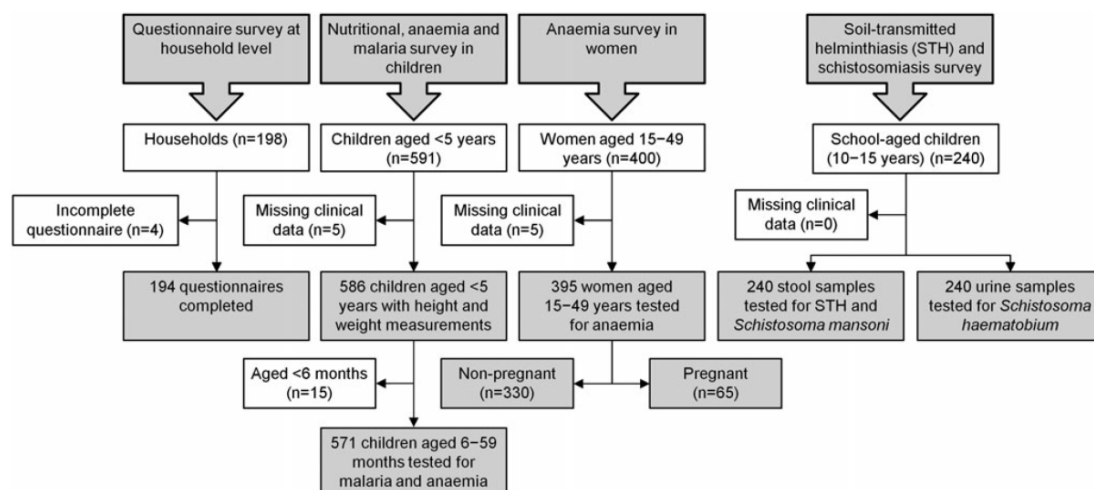 Questionnaire survey at
household level
Nutritional, anaemia and
malaria survey in
children
Anaemia survey in
women
Soil-transmitted
helminthiasis (STH) and
schistosomiasis survey
Households (n=198)
Children aged <5 years
(n=591)
Women aged 15−49
years (n=400)
School-aged children
(10−15 years) (n=240)
Incomplete
questionnaire (n=4)
Missing clinical
data (n=5)
Missing clinical
data (n=5)
Missing clinical
data (n=0)
194 questionnaires
completed
586 children aged <5
years with height and
weight measurements
395 women aged
15−49 years tested
for anaemia
240 stool samples
tested for STH and
Schistosoma mansoni
240 urine samples
tested for Schistosoma
haematobium
Aged <6 months
(n=15)
Non-pregnant
(n=330)
Pregnant
(n=65)
571 children aged 6−59
months tested for
malaria and anaemia